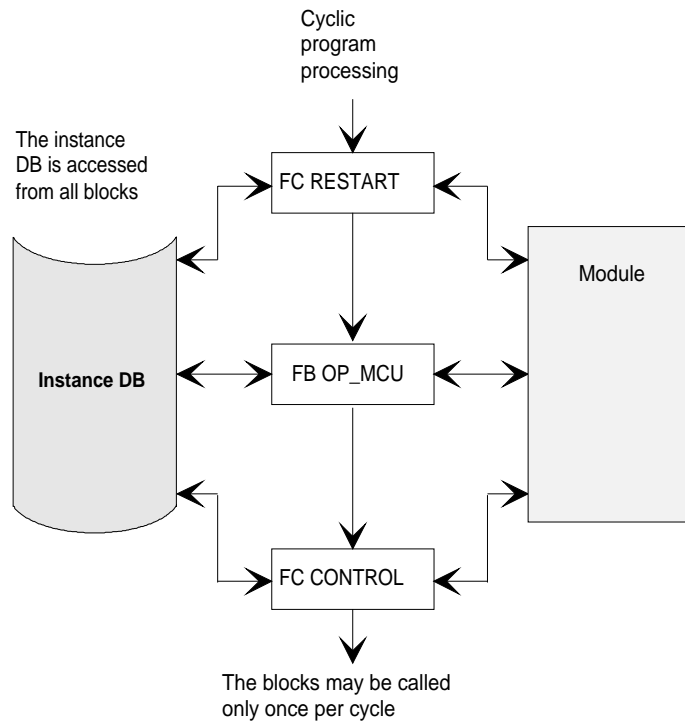 Cyclic
program
processing
The instance
DB is accessed
from all blocks
FC RESTART
Module
Instance DB
FB OP_MCU
FC CONTROL
The blocks may be called
only once per cycle